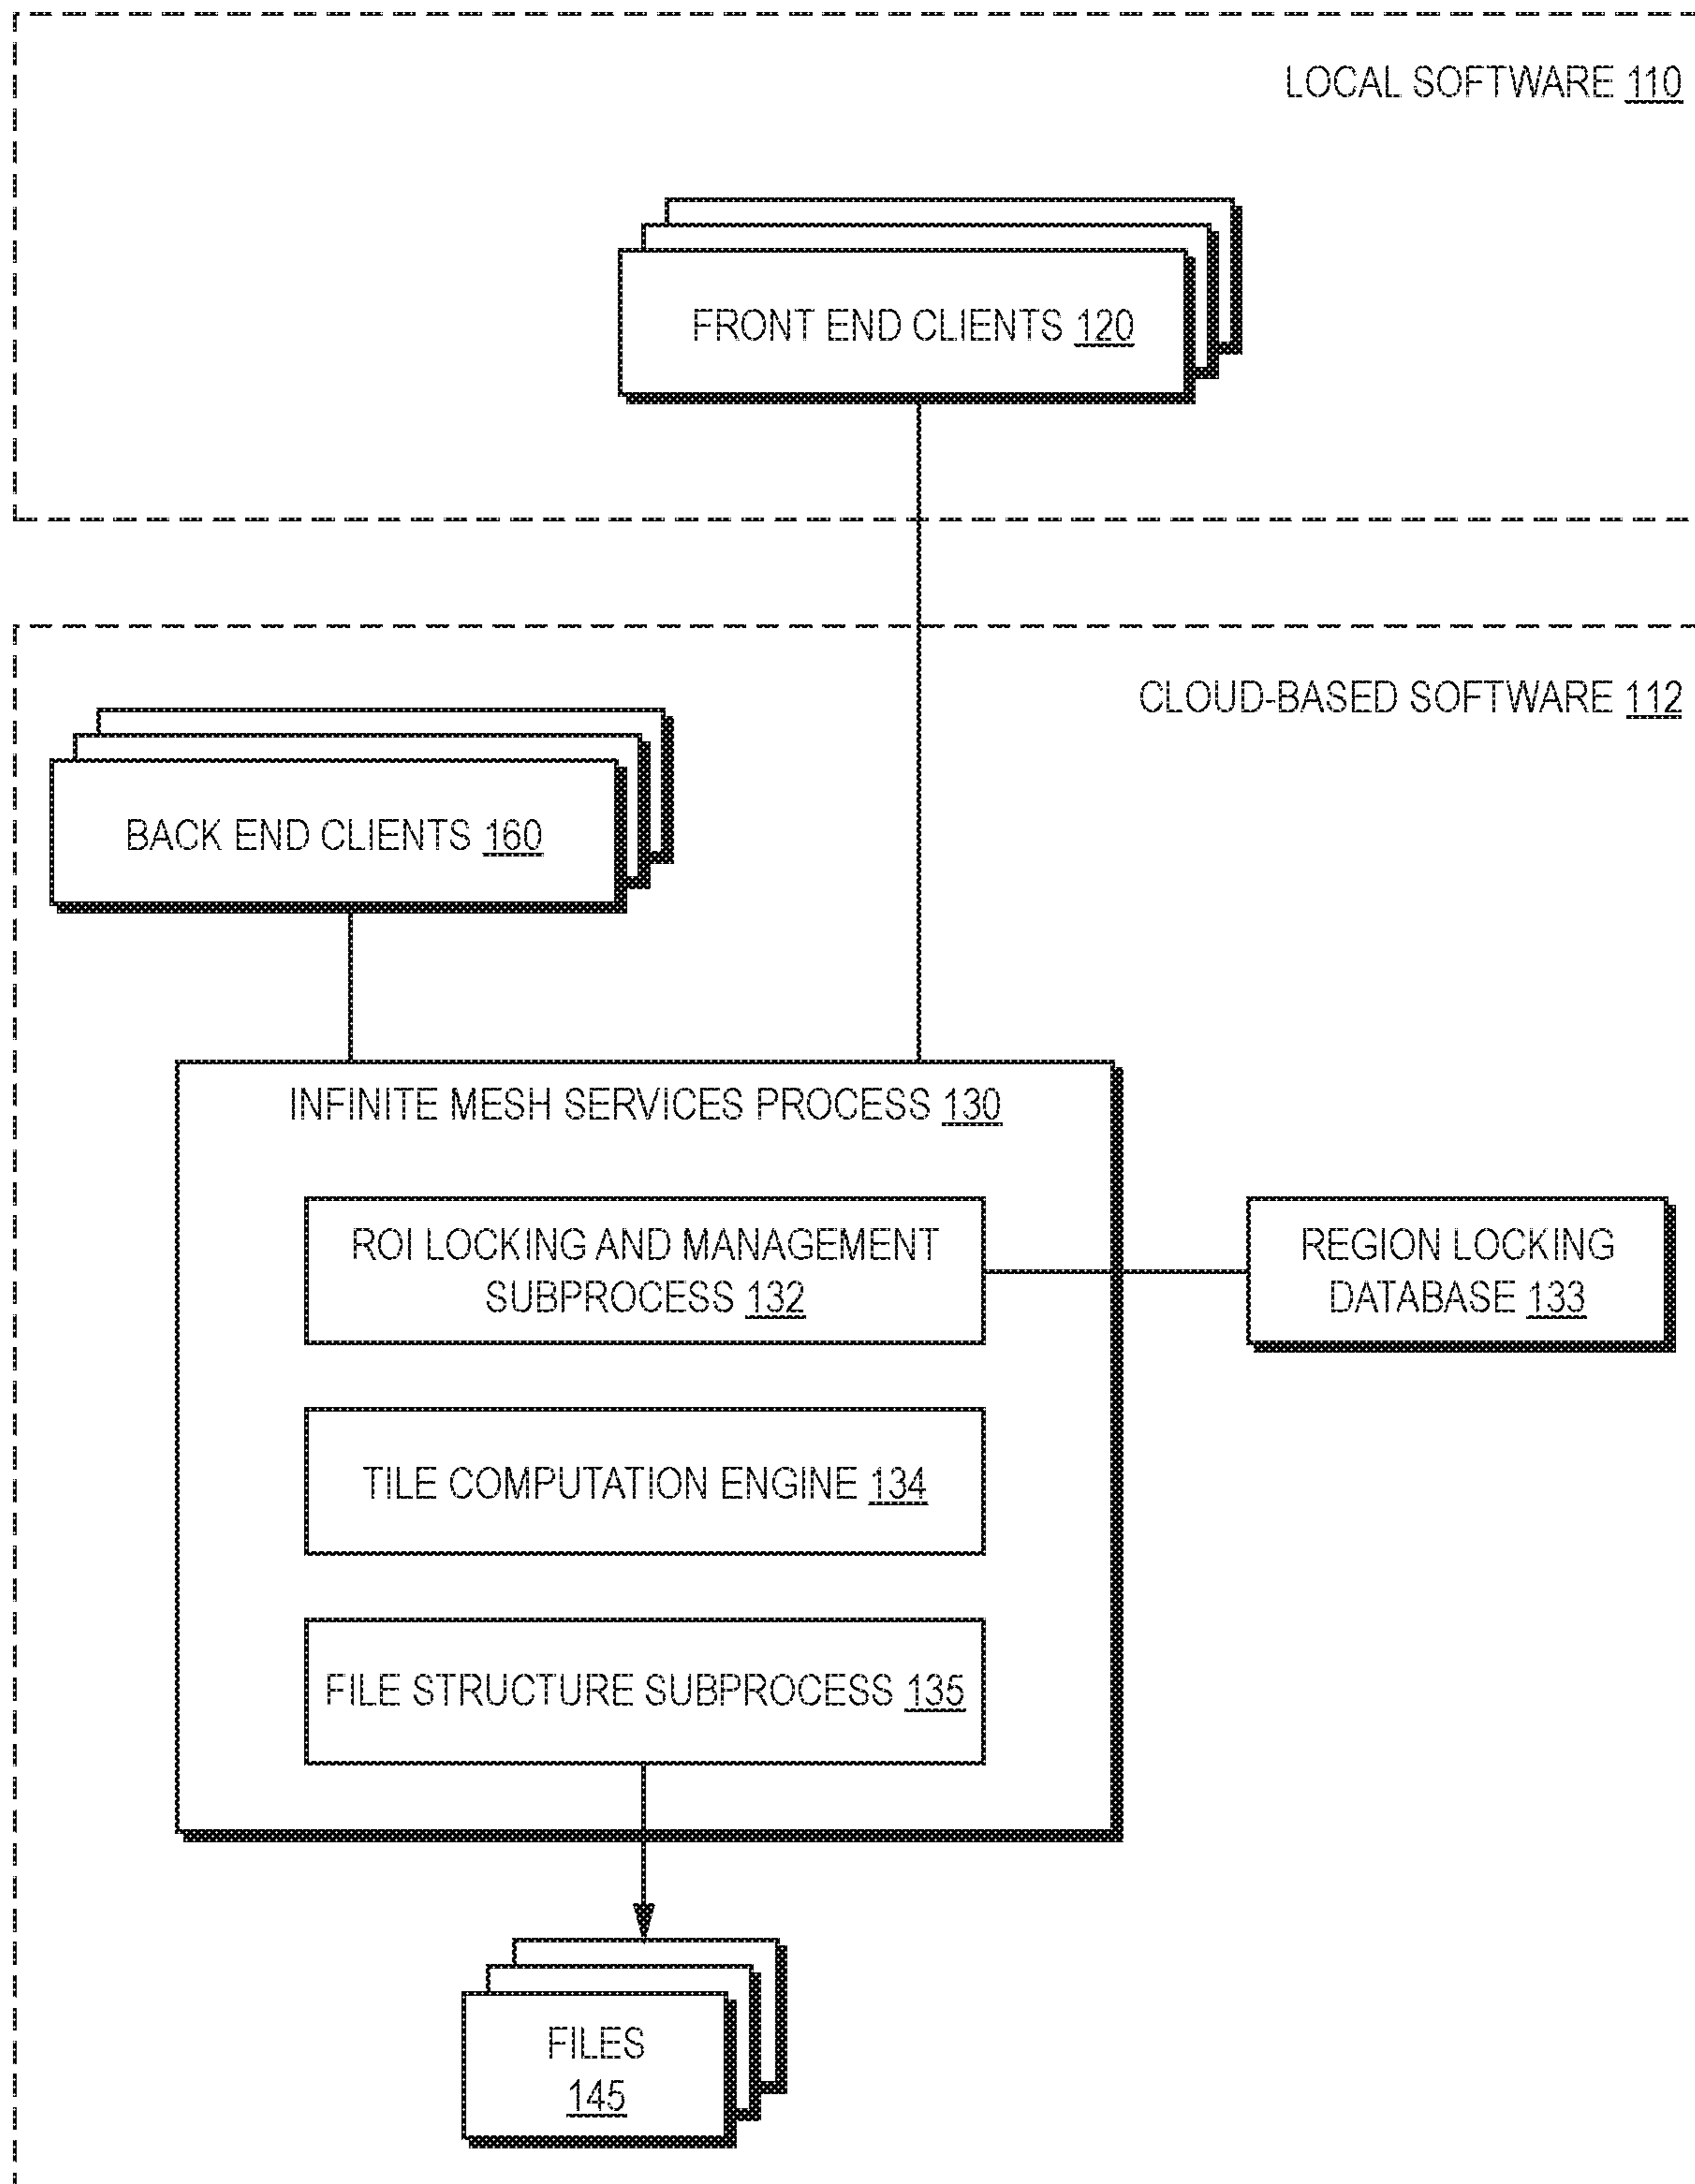 LOCAL SOFTWARE 110
FRONT END CLIENTS 120
CLOUD-BASED SOFTWARE 112
BACK END CLIENTS 160
INFINITE MESH SERVICES PROCESS 130
ROI LOCKING AND MANAGEMENT
SUBPROCESS 132
REGION LOCKING
DATABASE 133
TILE COMPUTATION ENGINE 134
FILE STRUCTURE SUBPROCESS 135
FILES
145